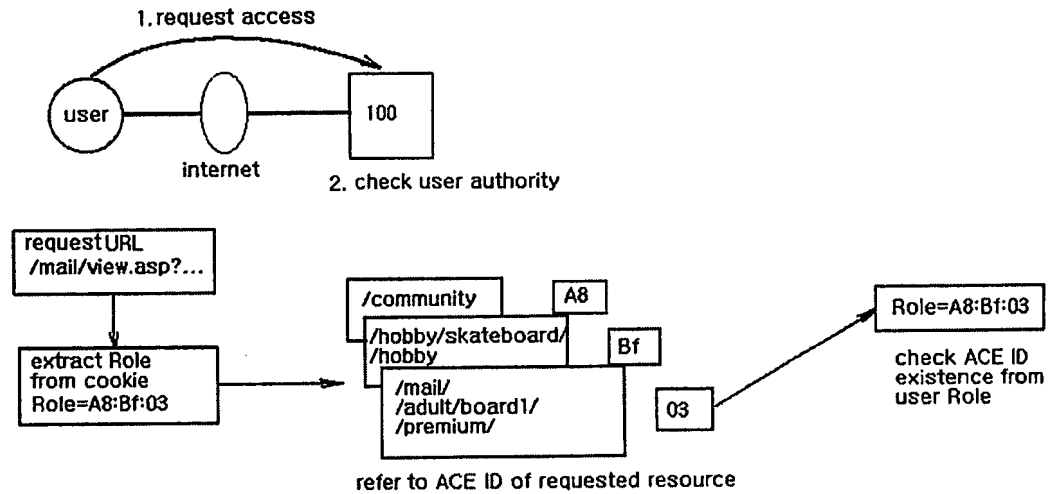 1. request access
user
100
internet
2. check user authority
request URL
/mail/view.asp?...
extract Role
from cookie
Role=A8:Bf:03
/community
A8
/hobby/skateboard/
/hobby
Bf
/mail/
/adult/board1/
/premium/
03
refer to ACE ID of requested resource
Role=A8:Bf:03
check ACE ID
existence from
user Role